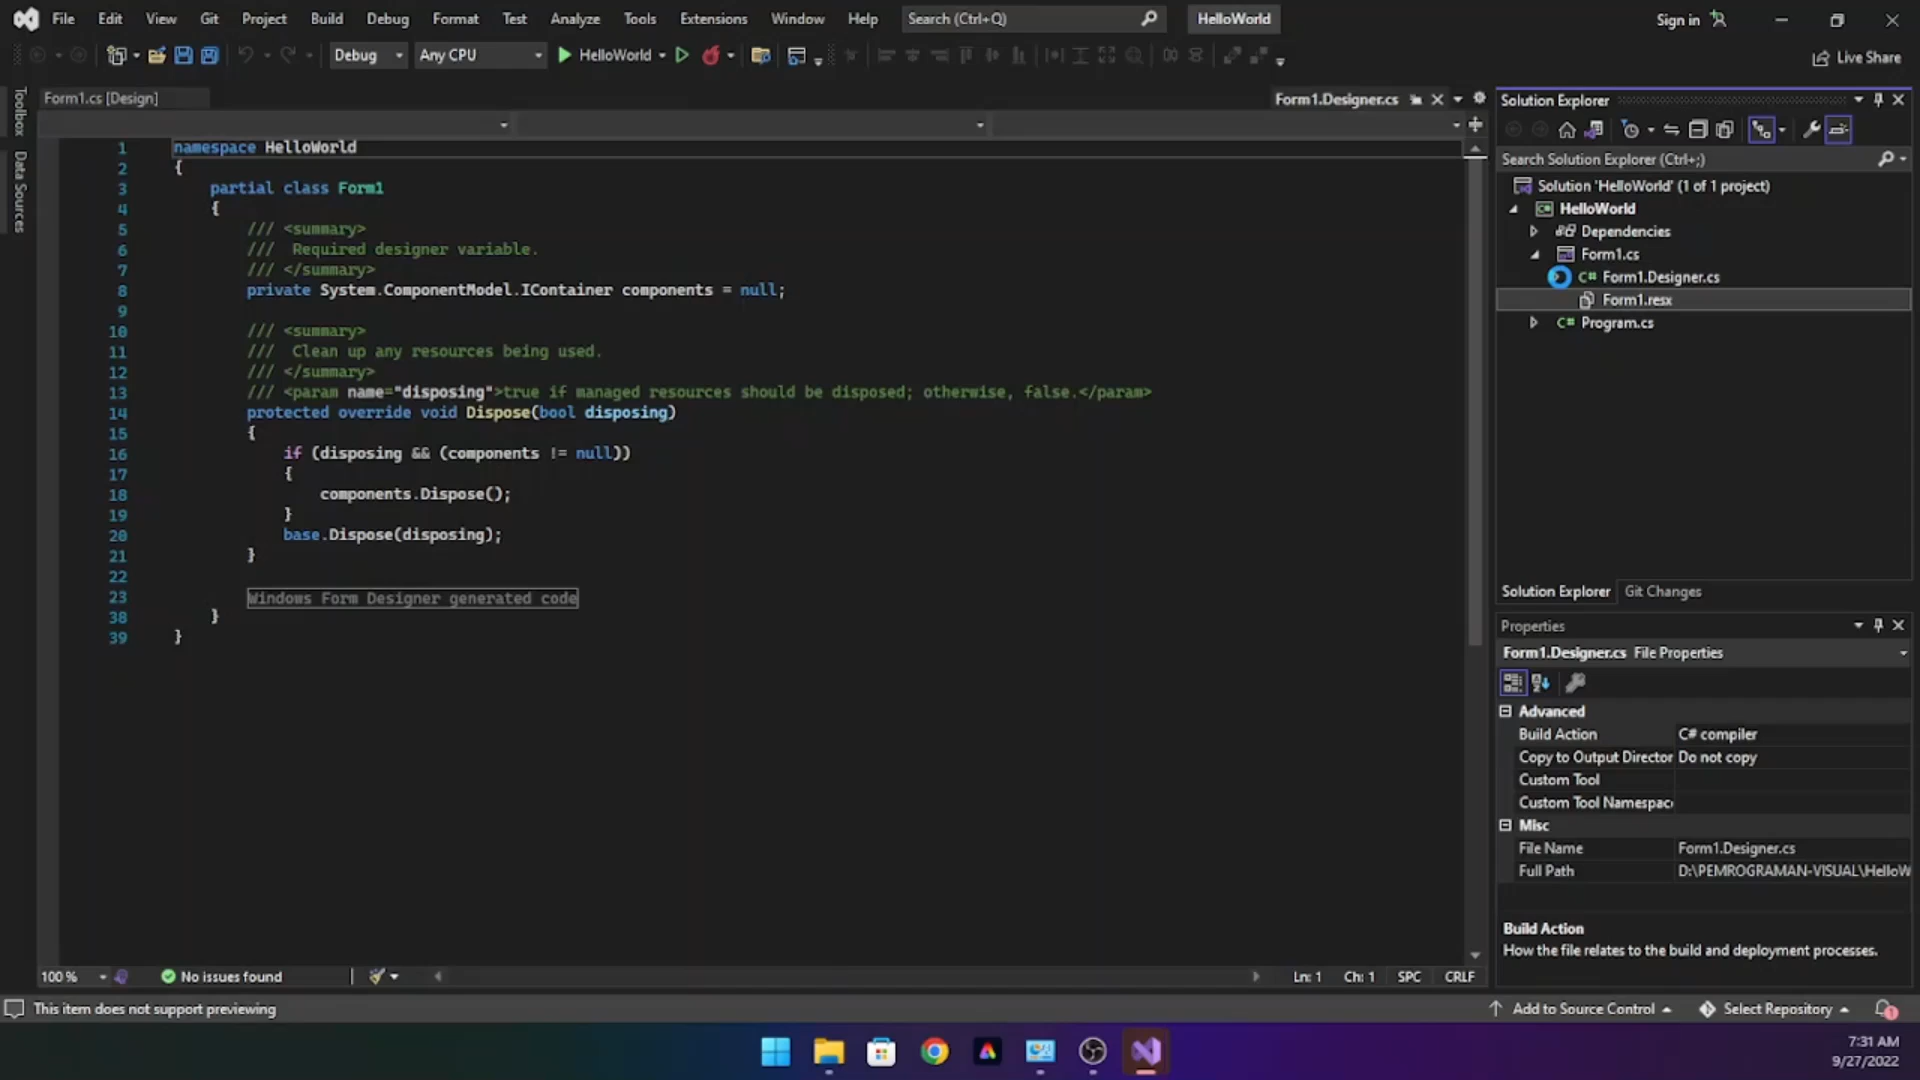 File Edit View Git Project Build Debug Format Test Analyze Tools Extensions Window Help Search (Ctrl+Q) HelloWorld Sign in
Debug Any CPU HelloWorld Live Share
Toolbox
Data Sources
Form1.cs [Design] Form1.Designer.cs
1 namespace HelloWorld
2 {
3 partial class Form1
4 {
5 /// <summary>
6 /// Required designer variable.
7 /// </summary>
8 private System.ComponentModel.IContainer components = null;
9
10 /// <summary>
11 /// Clean up any resources being used.
12 /// </summary>
13 /// <param name="disposing">true if managed resources should be disposed; otherwise, false.</param>
14 protected override void Dispose(bool disposing)
15 {
16 if (disposing && (components != null))
17 {
18 components.Dispose();
19 }
20 base.Dispose(disposing);
21 }
22
23 Windows Form Designer generated code
38 }
39 }
100 % No issues found Ln: 1 Ch: 1 SPC CRLF
Solution Explorer
Search Solution Explorer (Ctrl+;)
Solution 'HelloWorld' (1 of 1 project)
C# HelloWorld
Dependencies
Form1.cs
C# Form1.Designer.cs
Form1.resx
C# Program.cs
Solution Explorer Git Changes
Properties
Form1.Designer.cs File Properties
Advanced
Build Action C# compiler
Copy to Output Director Do not copy
Custom Tool
Custom Tool Namespac
Misc
File Name Form1.Designer.cs
Full Path D:\PEMROGRAMAN-VISUAL\HelloW
Build Action
How the file relates to the build and deployment processes.
This item does not support previewing Add to Source Control Select Repository 1
7:31 AM
9/27/2022